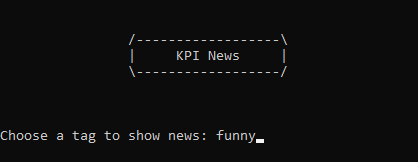 /------------------\
|     KPI News     |
\------------------/
Choose a tag to show news: funny